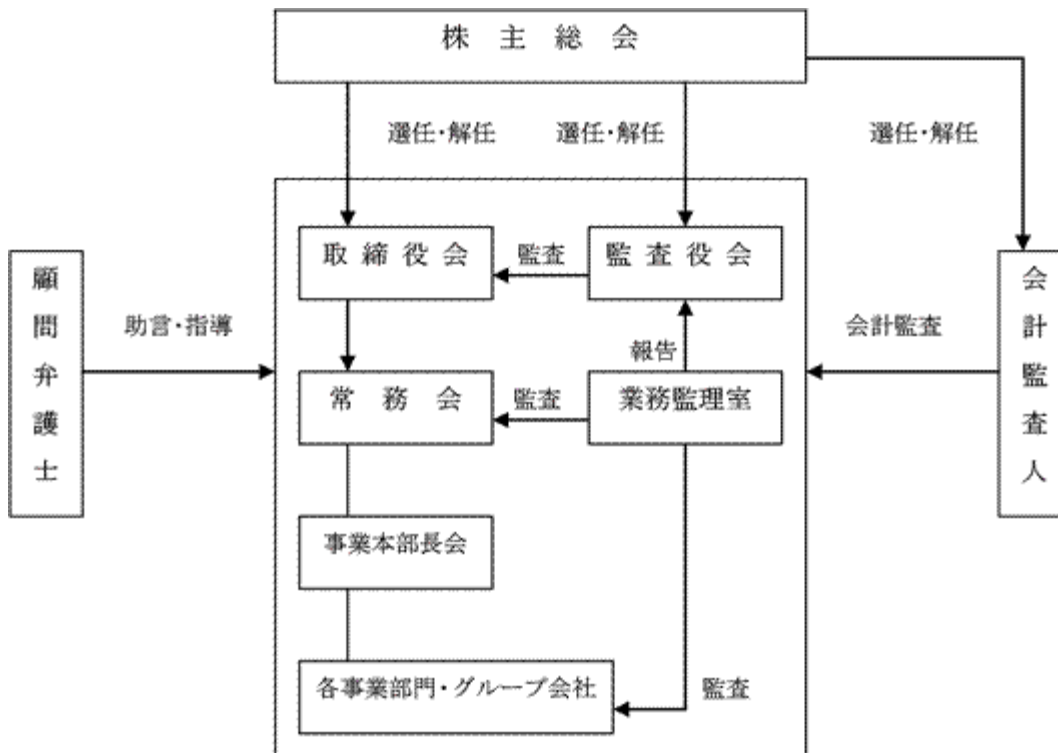 株主総会
選任・解任
選任・解任
選任・解任
取締役会
監査
監査役会
顧問弁護士
助言・指導
会計監査
会計監査人
報告
常務会
監査
業務監理室
事業本部長会
各事業部門・グループ会社
監査